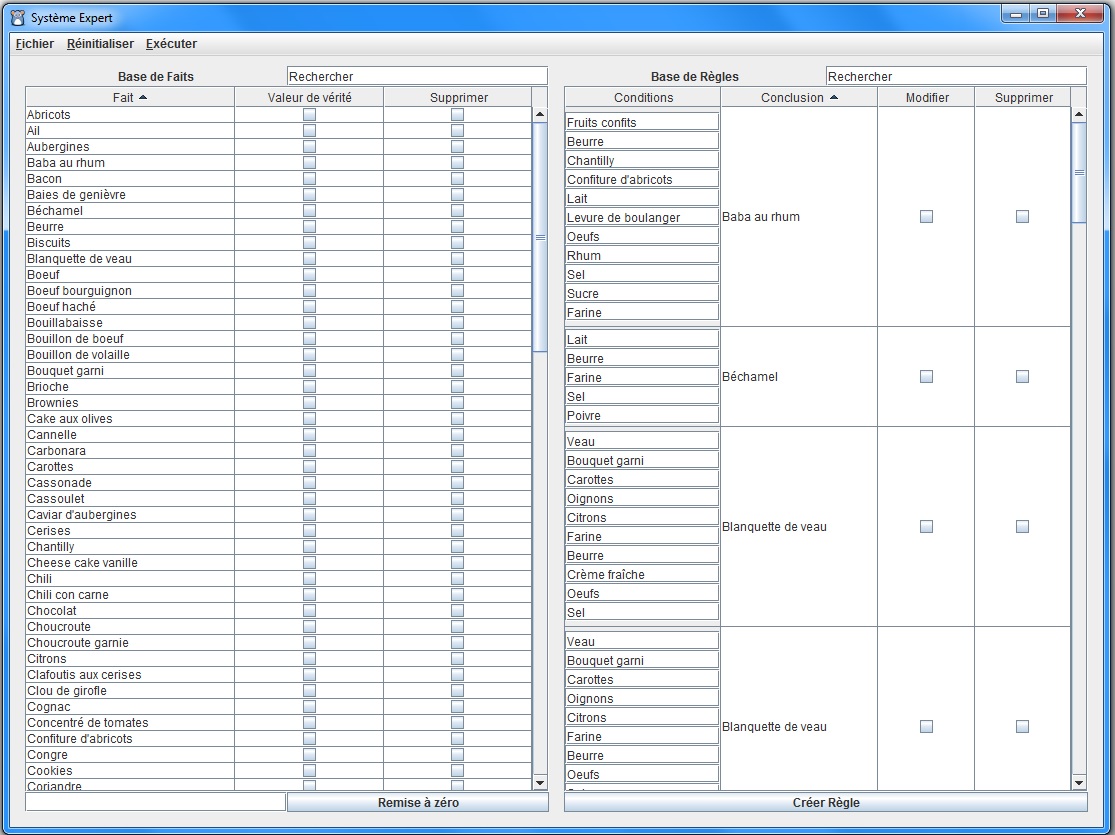 Système Expert
Fichier Réinitialiser Exécuter
Base de Faits Rechercher
Fait Valeur de vérité Supprimer
Abricots
Ail
Aubergines
Baba au rhum
Bacon
Baies de genièvre
Béchamel
Beurre
Biscuits
Blanquette de veau
Boeuf
Boeuf bourguignon
Boeuf haché
Bouillabaisse
Bouillon de boeuf
Bouillon de volaille
Bouquet garni
Brioche
Brownies
Cake aux olives
Cannelle
Carbonara
Carottes
Cassonade
Cassoulet
Caviar d'aubergines
Cerises
Chantilly
Cheese cake vanille
Chili
Chili con carne
Chocolat
Choucroute
Choucroute garnie
Citrons
Clafoutis aux cerises
Clou de girofle
Cognac
Concentré de tomates
Confiture d'abricots
Congre
Cookies
Coriandre
Remise à zéro
Base de Règles Rechercher
Conditions Conclusion Modifier Supprimer
Fruits confits
Beurre
Chantilly
Confiture d'abricots
Lait
Levure de boulanger
Baba au rhum
Oeufs
Rhum
Sel
Sucre
Farine
Lait
Beurre
Farine
Béchamel
Sel
Poivre
Veau
Bouquet garni
Carottes
Oignons
Citrons
Blanquette de veau
Farine
Beurre
Crème fraîche
Oeufs
Sel
Veau
Bouquet garni
Carottes
Oignons
Citrons
Blanquette de veau
Farine
Beurre
Oeufs
Créer Règle